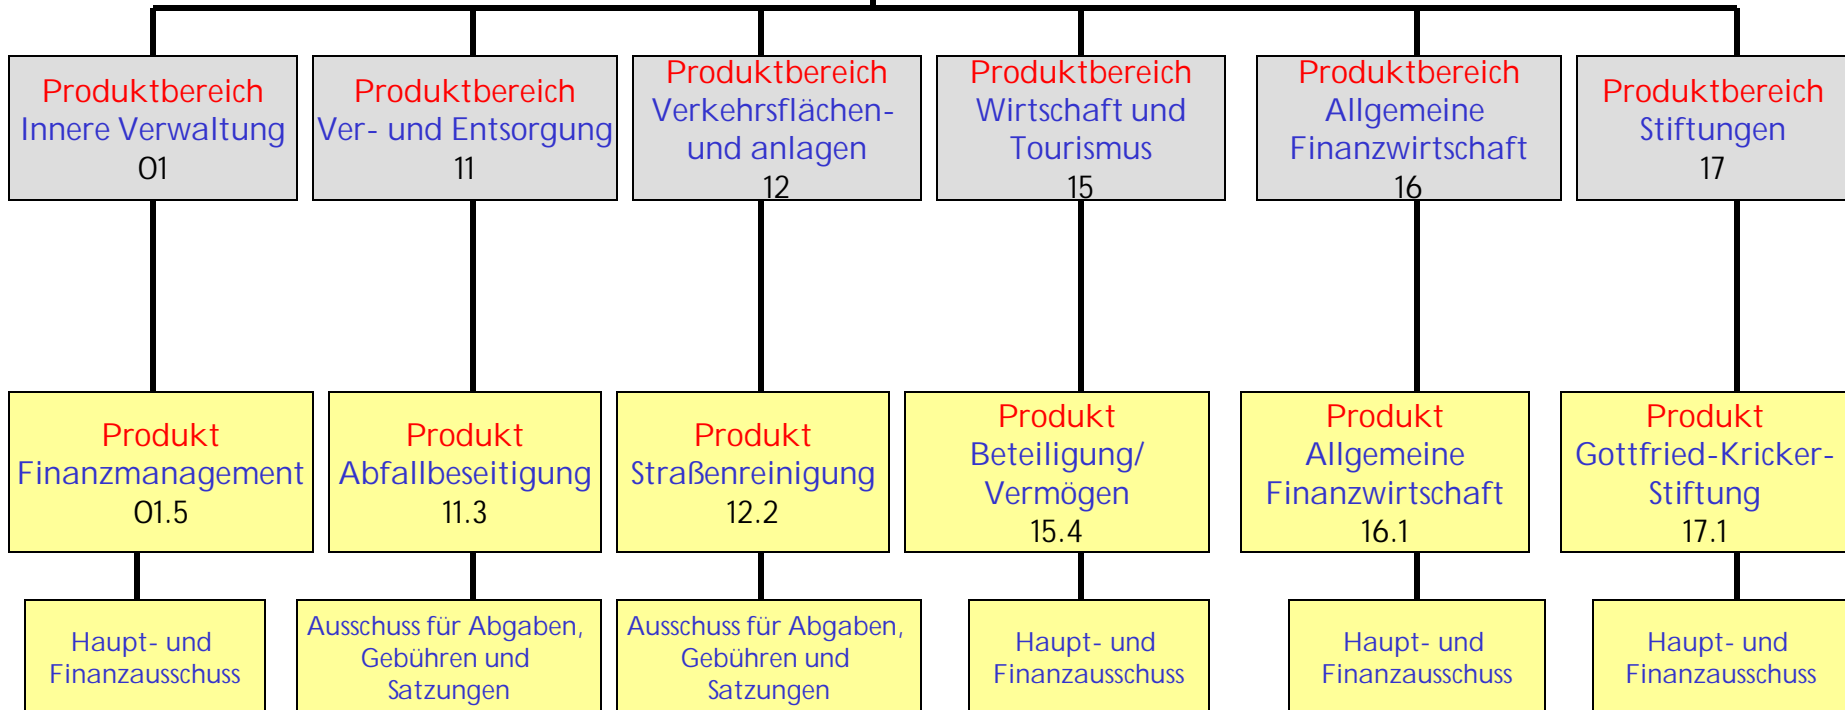 Produktbereich
Innere Verwaltung
01
Produktbereich
Ver- und Entsorgung
11
Produktbereich
Verkehrsflächen-
und anlagen
12
Produktbereich
Wirtschaft und
Tourismus
15
Produktbereich
Allgemeine
Finanzwirtschaft
16
Produktbereich
Stiftungen
17
Produkt
Finanzmanagement
01.5
Produkt
Abfallbeseitigung
11.3
Produkt
Straßenreinigung
12.2
Produkt
Beteiligung/
Vermögen
15.4
Produkt
Allgemeine
Finanzwirtschaft
16.1
Produkt
Gottfried-Kricker-
Stiftung
17.1
Haupt- und
Finanzausschuss
Ausschuss für Abgaben,
Gebühren und
Satzungen
Ausschuss für Abgaben,
Gebühren und
Satzungen
Haupt- und
Finanzausschuss
Haupt- und
Finanzausschuss
Haupt- und
Finanzausschuss